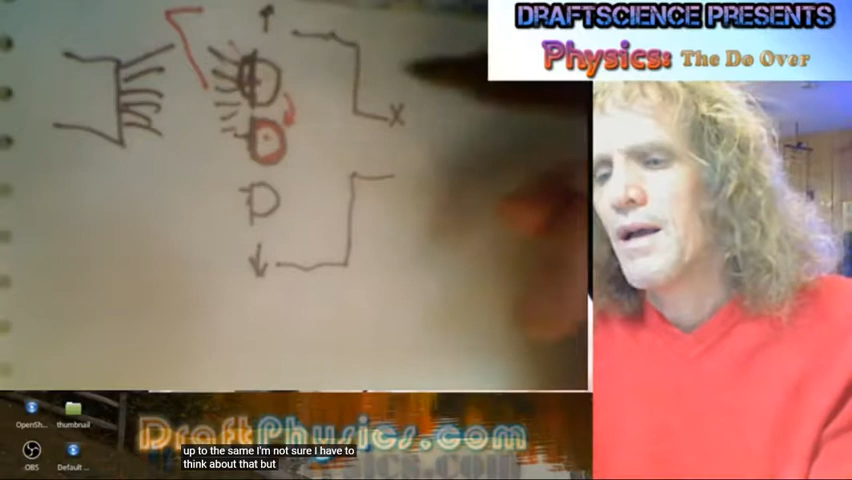 DRAFTSCIENCE PRESENTS
Physics: The Do Over
x
OpenSh... thumbnail
OBS Default ...
DraftPhysics.com
up to the same I'm not sure I have to
think about that but